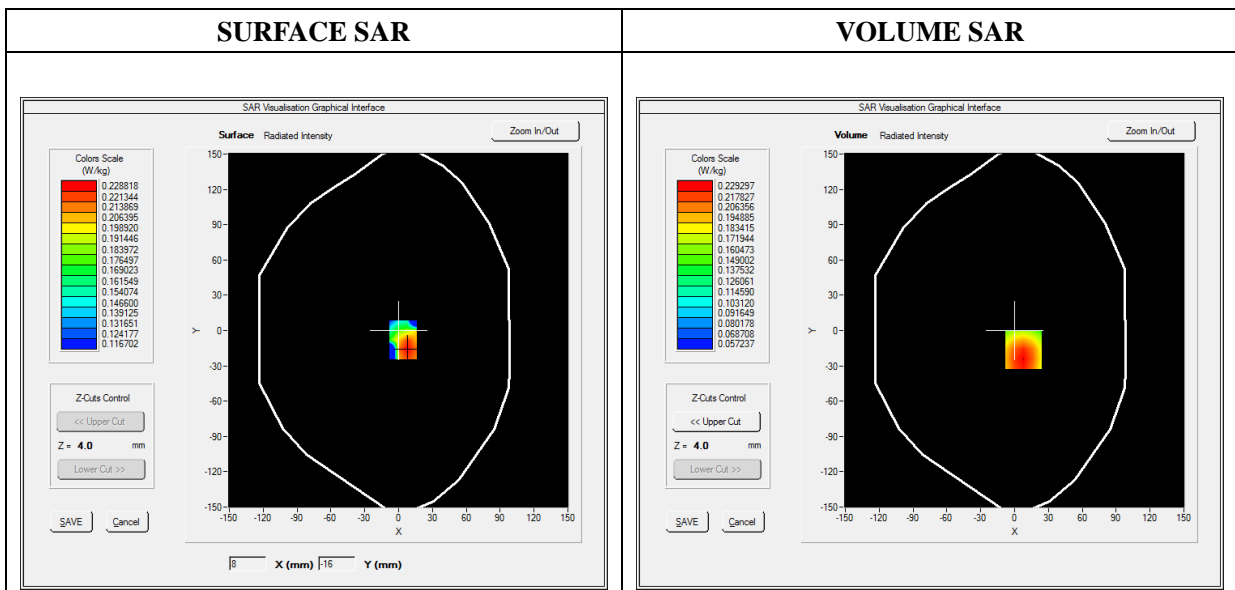 SURFACE SAR
SAR Visualisation Graphical Interface
Surface Radiated Intensity
Zoom In/Out
Colors Scale
(W/kg)
0.228818
0.221344
0.213869
0.206395
0.198920
0.191446
0.183972
0.176497
0.169023
0.161549
0.154074
0.146600
0.139125
0.131651
0.124177
0.116702
Z-Cuts Control
<< Upper Cut
Z = 4.0 mm
Lower Cut >>
SAVE Cancel
150
120
90
60
30
0
-30
-60
-90
-120
-150
Y
-150 -120 -90 -60 -30 0 30 60 90 120 150
X
8 X (mm) -16 Y (mm)
VOLUME SAR
SAR Visualisation Graphical Interface
Volume Radiated Intensity
Zoom In/Out
Colors Scale
(W/kg)
0.229297
0.217827
0.206356
0.194885
0.183415
0.171944
0.160473
0.149002
0.137532
0.126061
0.114590
0.103120
0.091649
0.080178
0.068708
0.057237
Z-Cuts Control
<< Upper Cut
Z = 4.0 mm
Lower Cut >>
SAVE Cancel
150
120
90
60
30
0
-30
-60
-90
-120
-150
Y
-150 -120 -90 -60 -30 0 30 60 90 120 150
X